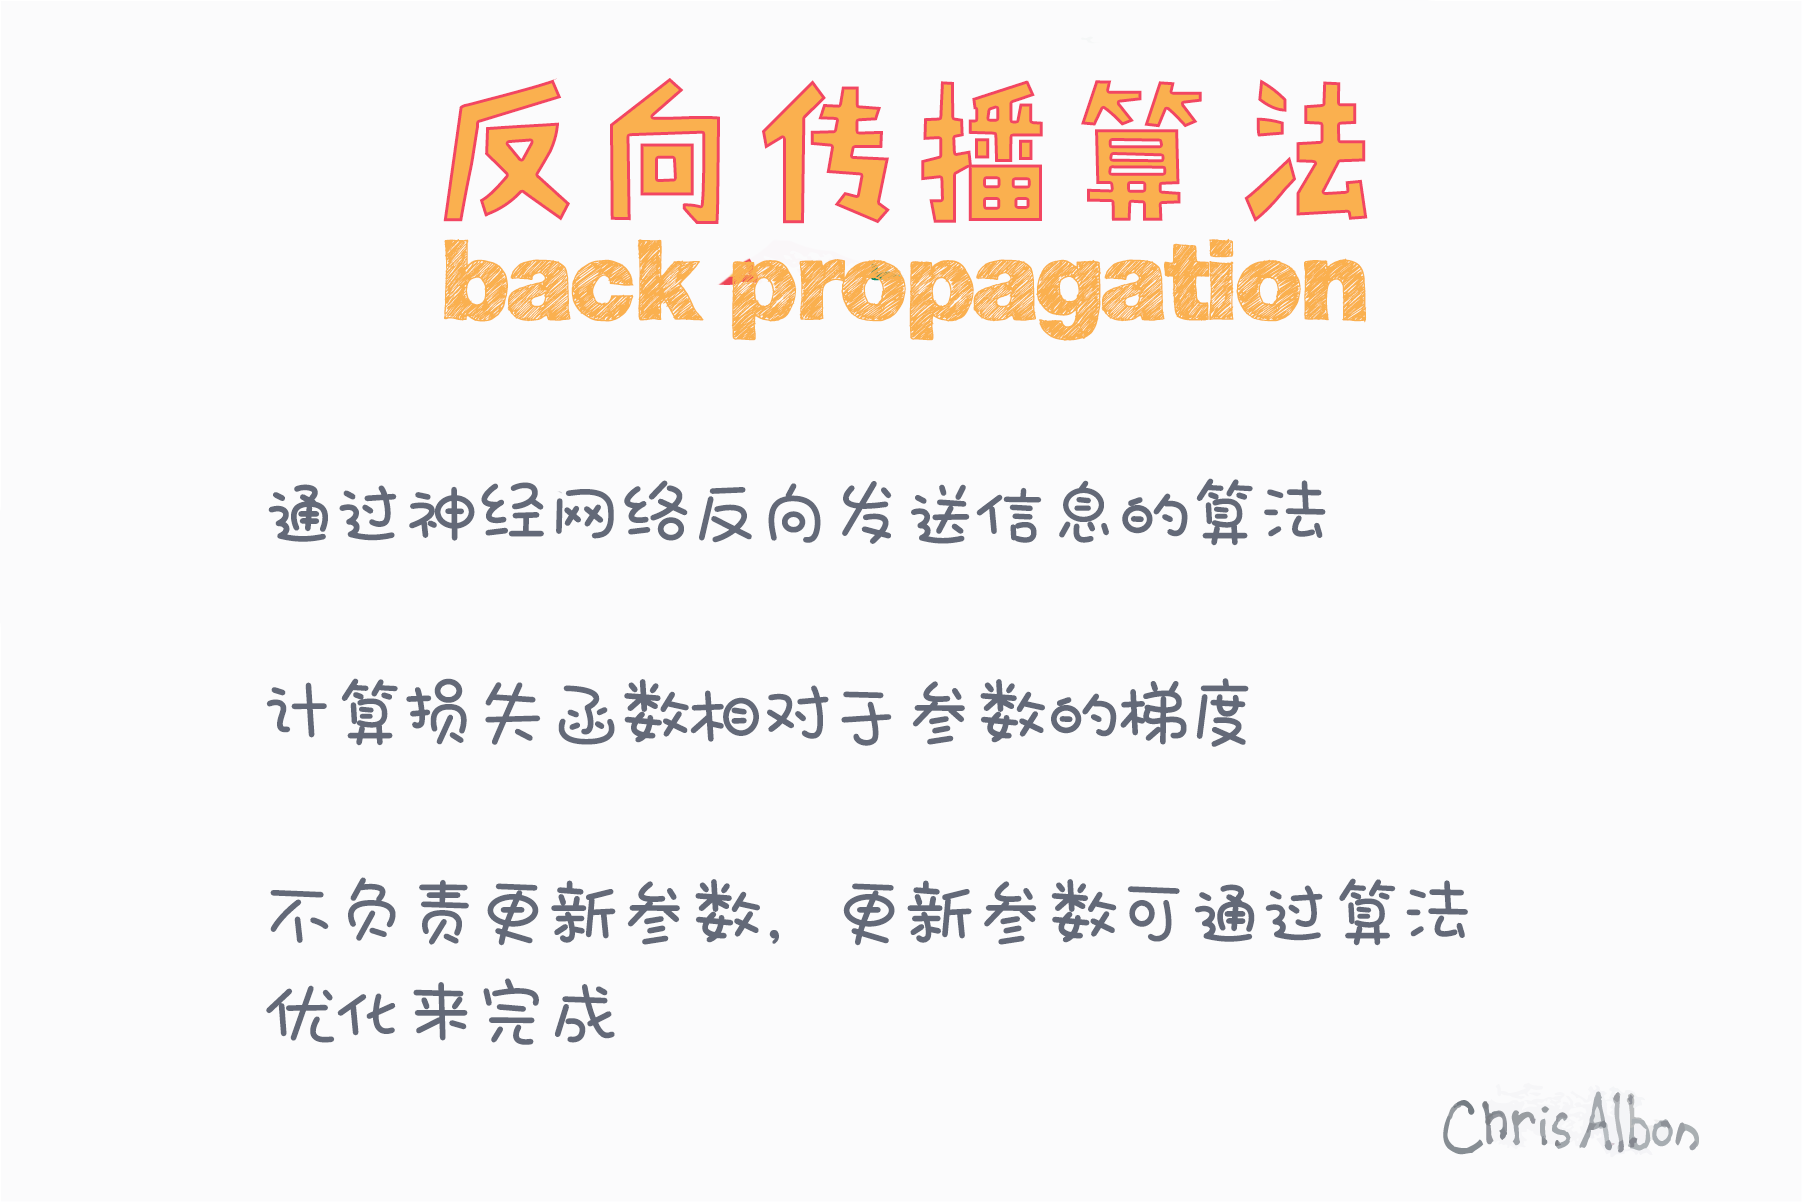 反向传播算法
back propagation
通过神经网络反向发送信息的算法
计算损失函数相对于参数的梯度
不负责更新参数，更新参数可通过算法
优化来完成
Chris Albon